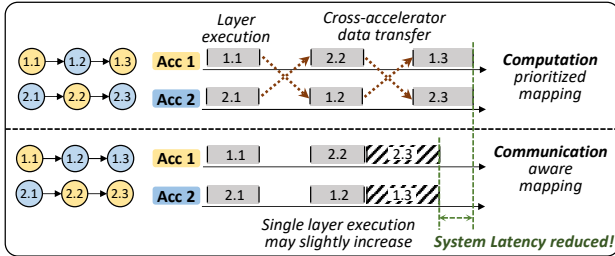 Layer
execution
Cross-accelerator
data transfer
1.1 1.2 1.3 Acc 1 1.1 2.2 1.3
2.1 2.2 2.3 Acc 2 2.1 1.2 2.3
Computation
prioritized
mapping
1.1 1.2 1.3 Acc 1 1.1 2.2 2.3
2.1 2.2 2.3 Acc 2 2.1 1.2 1.3
Communication
aware
mapping
Single layer execution
may slightly increase
System Latency reduced!